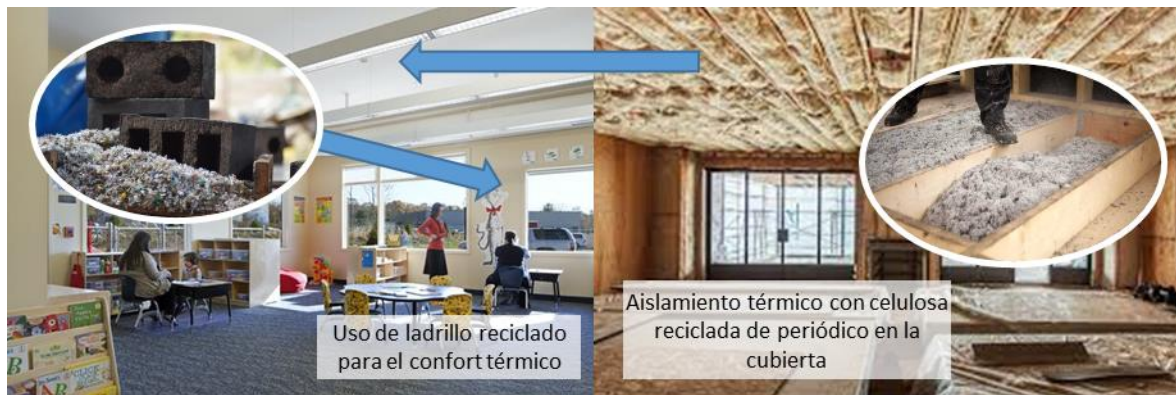 Uso de ladrillo reciclado
para el confort térmico
Aislamiento térmico con celulosa
reciclada de periódico en la
cubierta